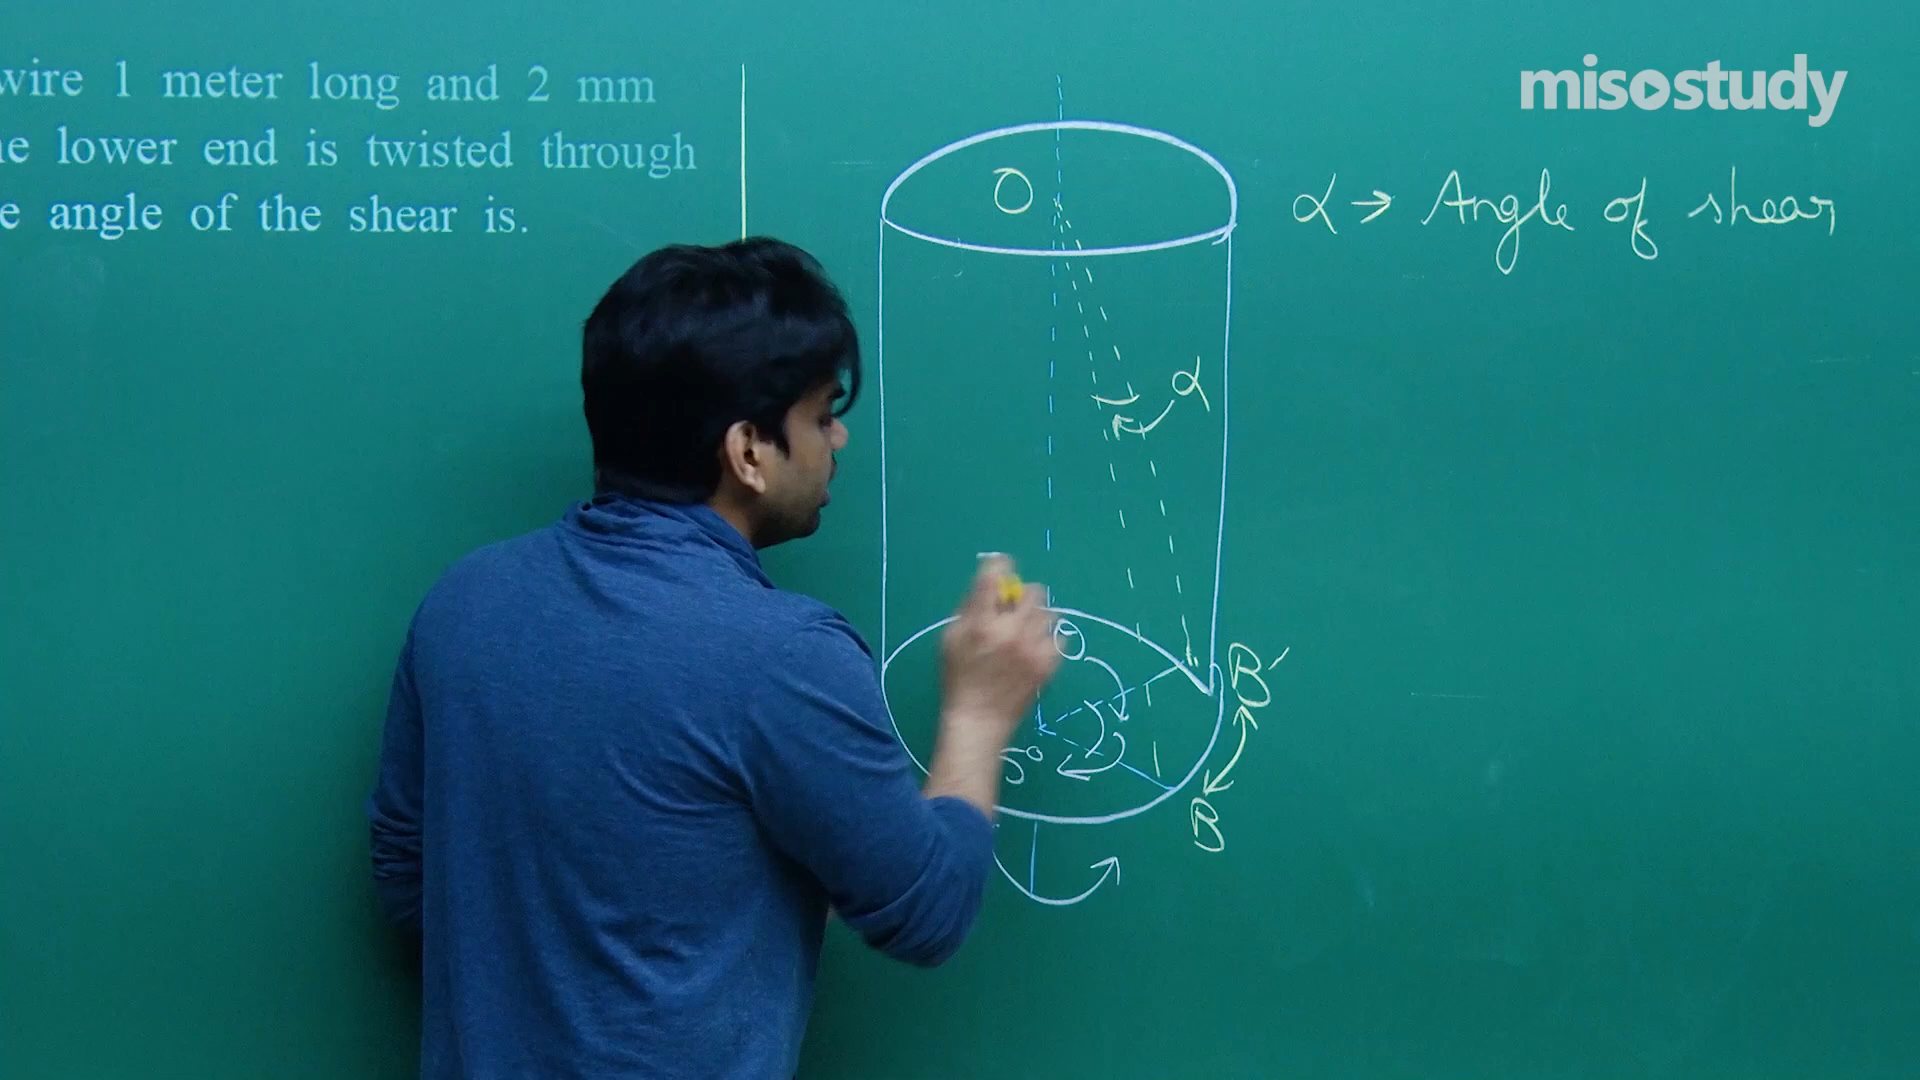 wire 1 meter long and 2 mm
lower end is twisted through
angle of the shear is.
misostudy
O
α → Angle of shear
α
θ
B′
5°
B